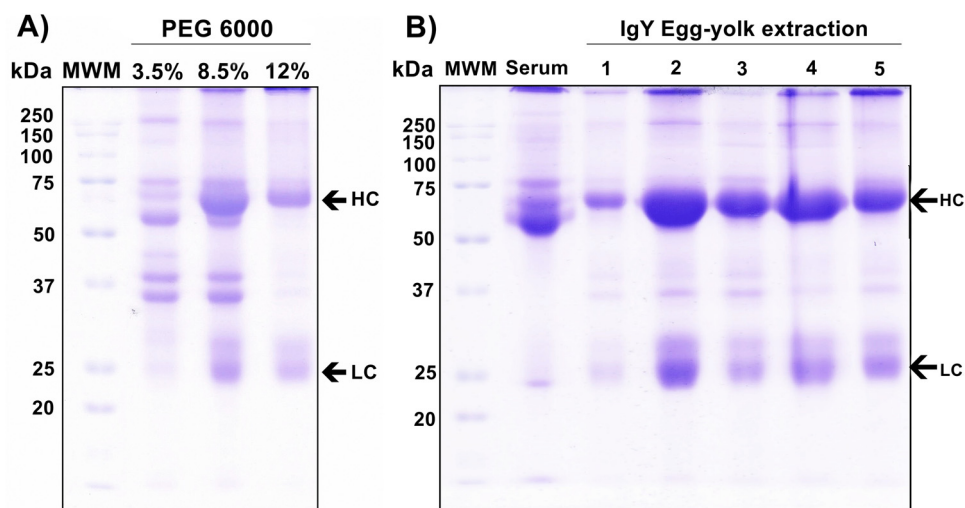 A)
PEG 6000
kDa MWM 3.5% 8.5% 12%
250
150
100
75
HC
50
37
25
LC
20
B)
IgY Egg-yolk extraction
kDa MWM Serum 1 2 3 4 5
250
150
100
75
HC
50
37
25
LC
20